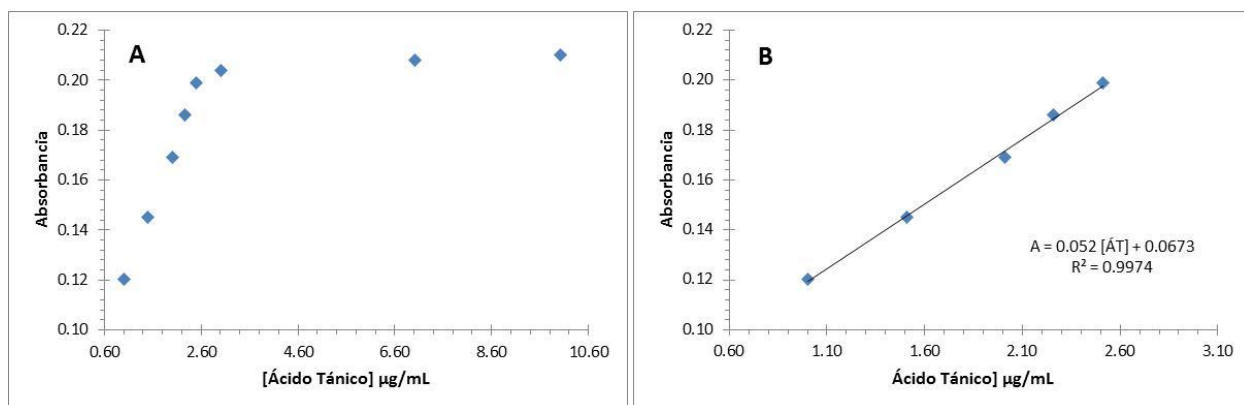 A
0.22
0.20
0.18
0.16
0.14
0.12
0.10
Absorbancia
0.60 2.60 4.60 6.60 8.60 10.60
[Ácido Tánico] µg/mL
B
0.22
0.20
0.18
0.16
0.14
0.12
0.10
Absorbancia
A = 0.052 [ÁT] + 0.0673
R² = 0.9974
0.60 1.10 1.60 2.10 2.60 3.10
Ácido Tánico] µg/mL